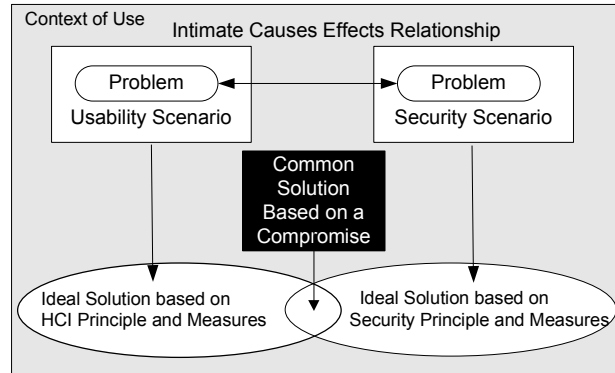 Context of Use
Intimate Causes Effects Relationship
Problem
Usability Scenario
Problem
Security Scenario
Common
Solution
Based on a
Compromise
Ideal Solution based on
HCI Principle and Measures
Ideal Solution based on
Security Principle and Measures